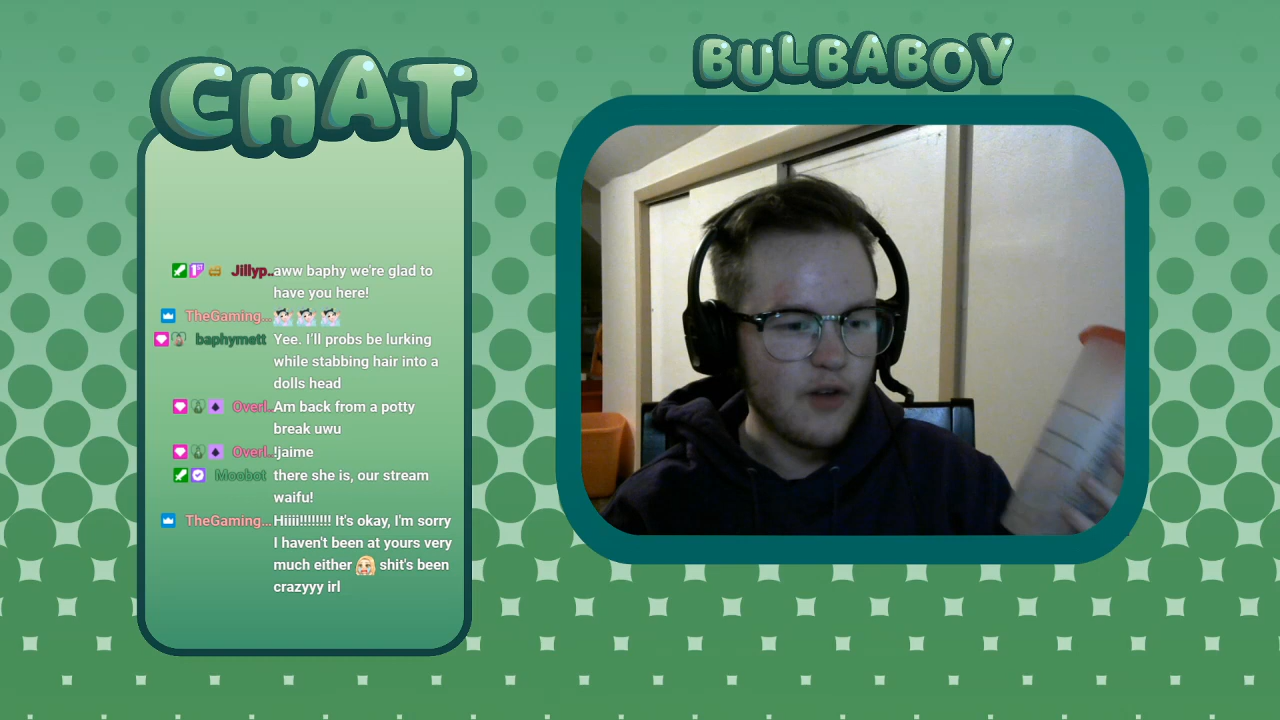 CHAT
BULBABOY
Jillyp.. aww baphy we're glad to
have you here!
TheGaming...
baphymett Yee. I'll probs be lurking
while stabbing hair into a
dolls head
Overl.. Am back from a potty
break uwu
Overl.. !jaime
Moobot there she is, our stream
waifu!
TheGaming... Hiiii!!!!!!!! It's okay, I'm sorry
I haven't been at yours very
much either shit's been
crazyyy irl